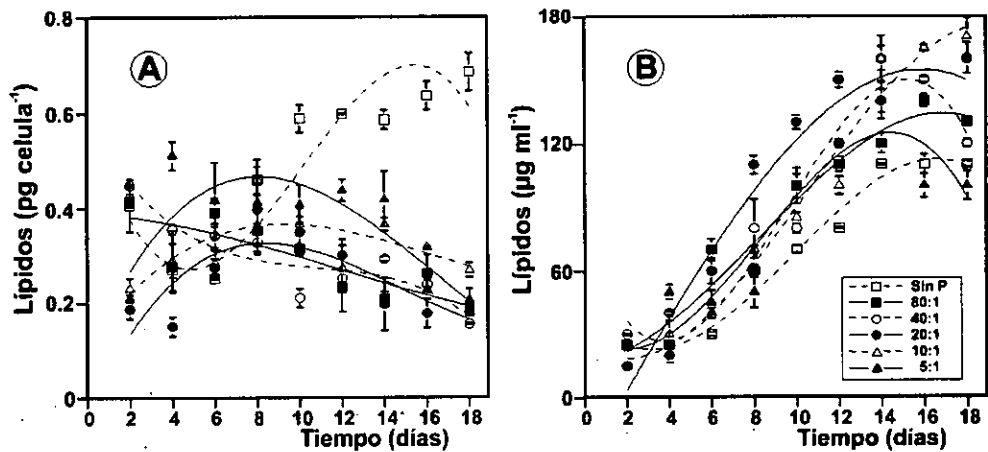 A
Lípidos (pg celula⁻¹)
0.8
0.6
0.4
0.2
0
0 2 4 6 8 10 12 14 16 18
Tiempo (días)
B
Lípidos (µg ml⁻¹)
180
120
60
0
0 2 4 6 8 10 12 14 16 18
Tiempo (días)
Sin P
80:1
40:1
20:1
10:1
5:1